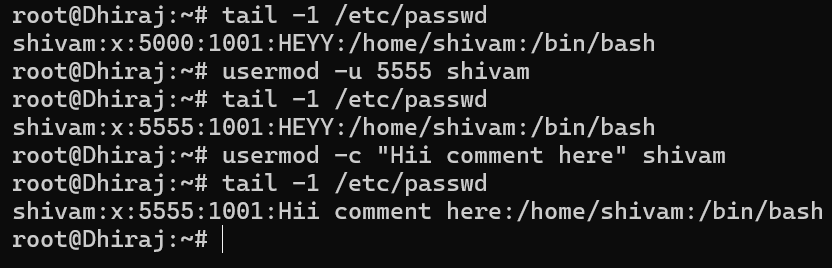 root@Dhiraj:~# tail -1 /etc/passwd
shivam:x:5000:1001:HEYY:/home/shivam:/bin/bash
root@Dhiraj:~# usermod -u 5555 shivam
root@Dhiraj:~# tail -1 /etc/passwd
shivam:x:5555:1001:HEYY:/home/shivam:/bin/bash
root@Dhiraj:~# usermod -c "Hii comment here" shivam
root@Dhiraj:~# tail -1 /etc/passwd
shivam:x:5555:1001:Hii comment here:/home/shivam:/bin/bash
root@Dhiraj:~#